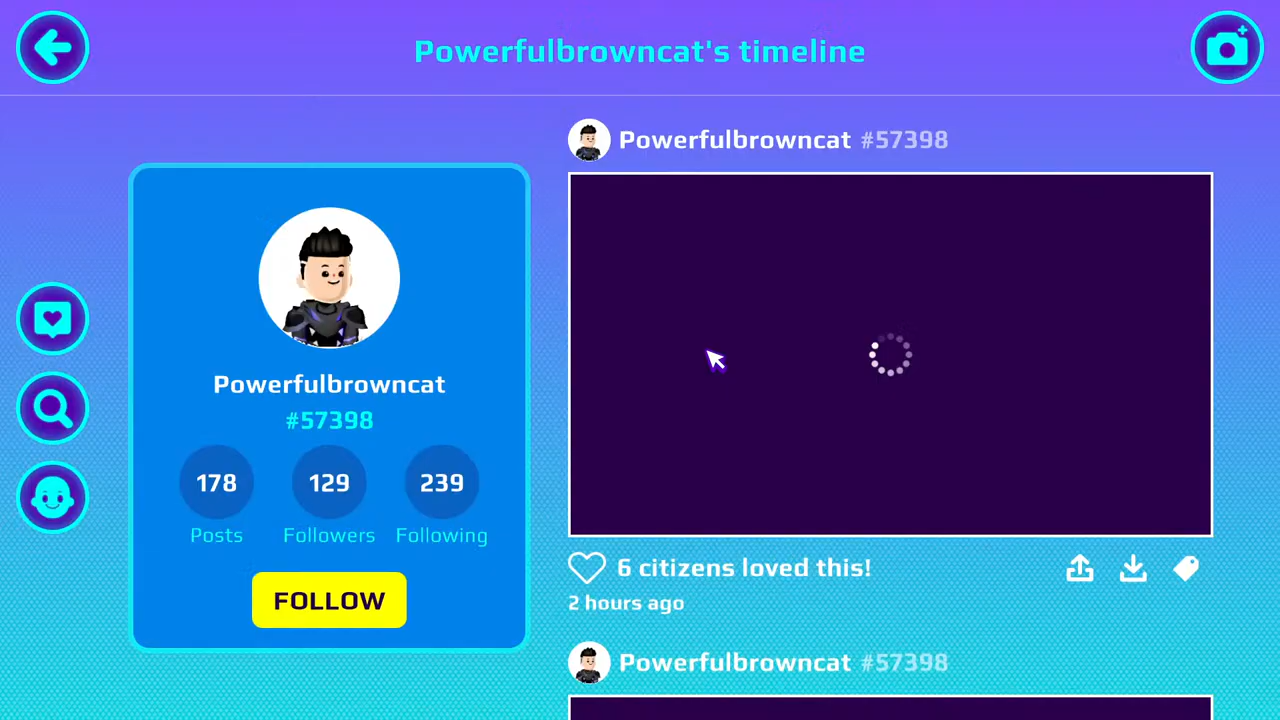 Powerfulbrowncat's timeline
Powerfulbrowncat #57398
Powerfulbrowncat
#57398
178 129 239
Posts Followers Following
FOLLOW
6 citizens loved this!
2 hours ago
Powerfulbrowncat #57398